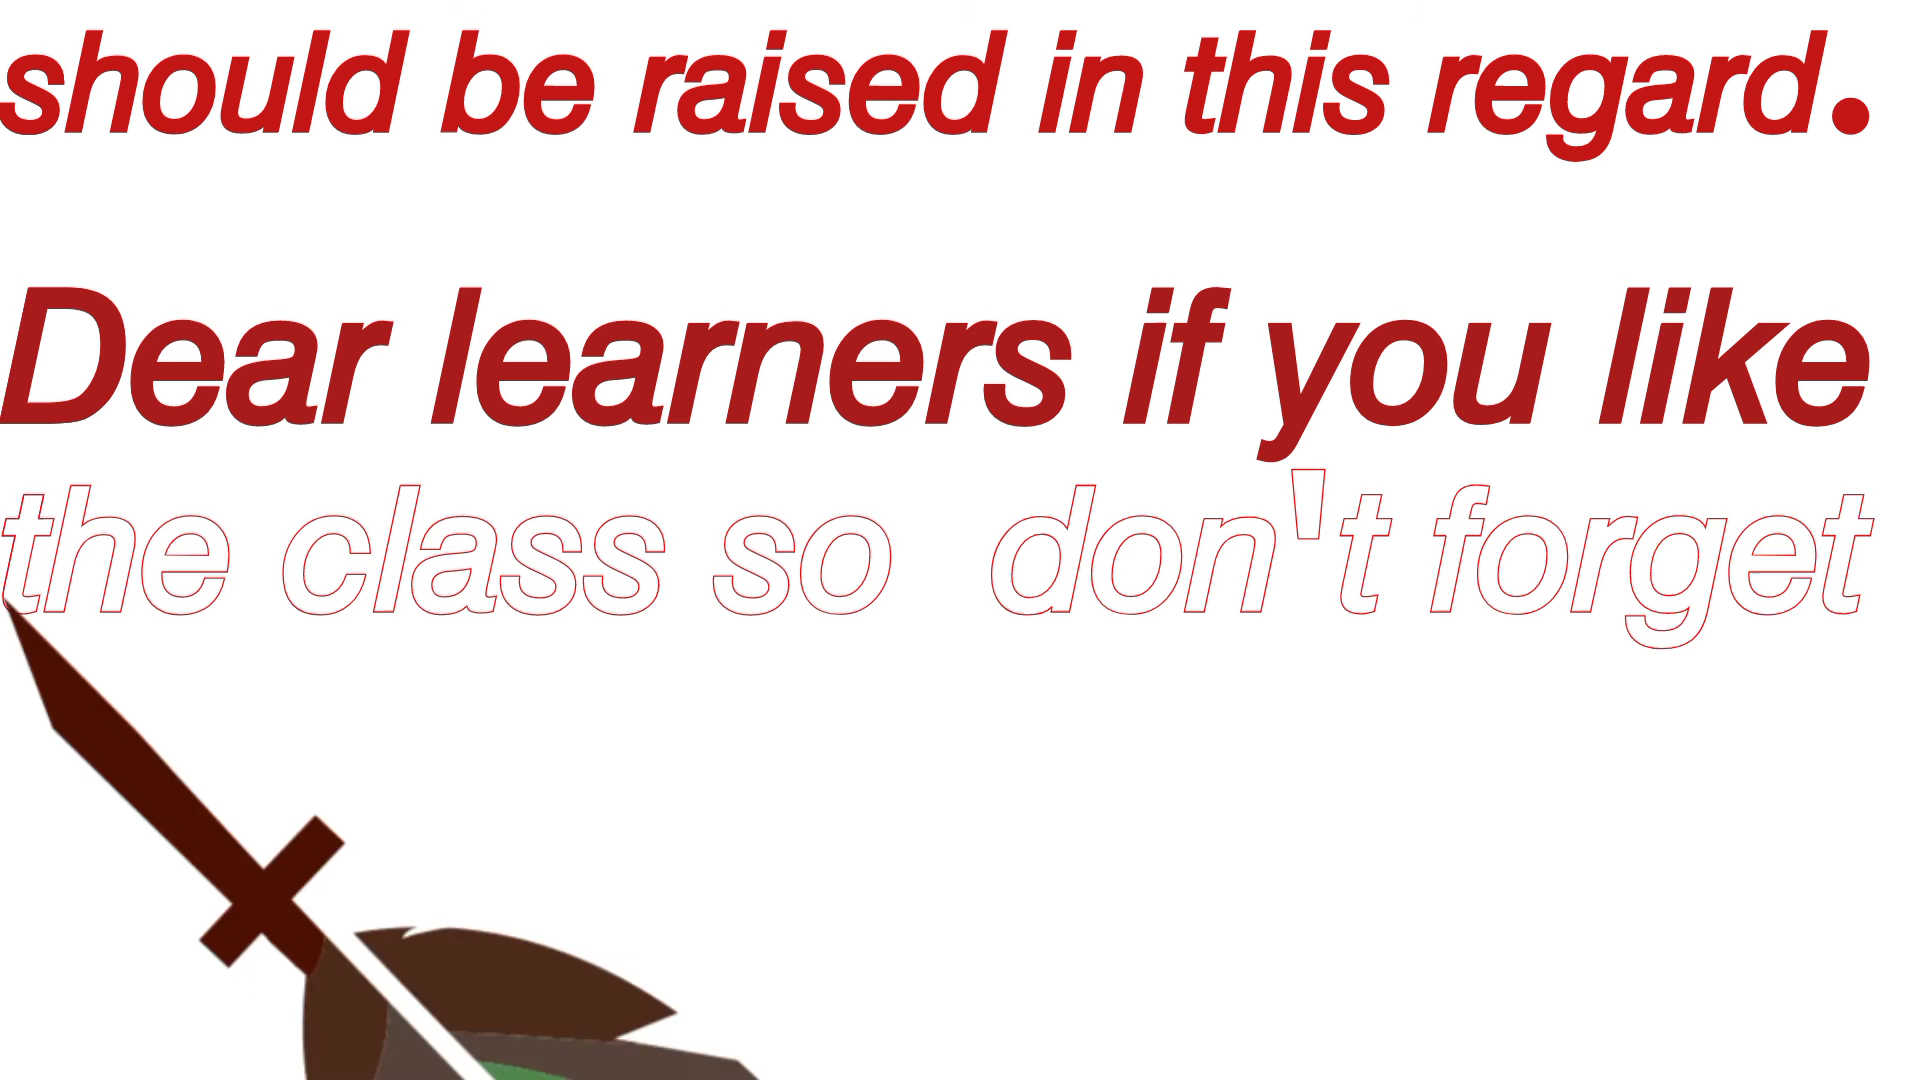 should be raised in this regard.
Dear learners if you like
the class so don't forget